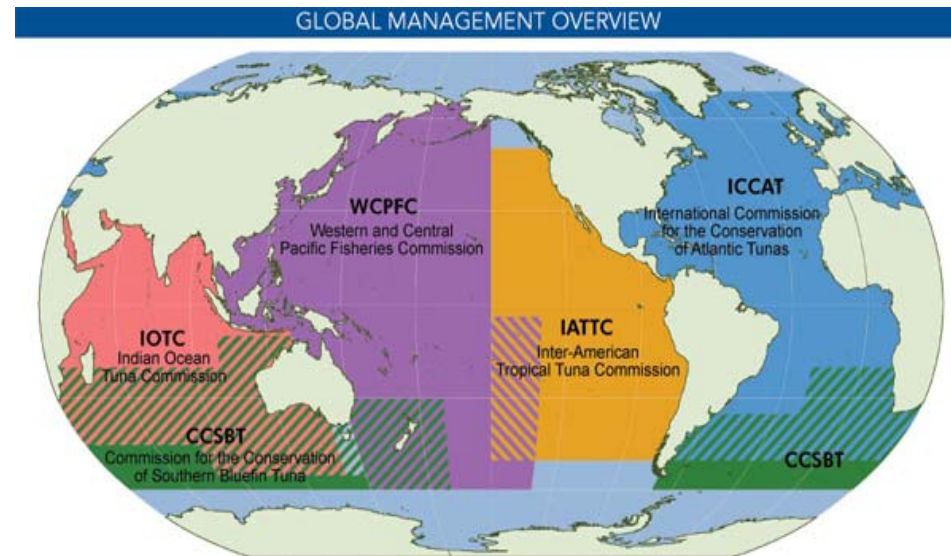 GLOBAL MANAGEMENT OVERVIEW
WCPFC
Western and Central
Pacific Fisheries Commission
ICCAT
International Commission
for the Conservation
of Atlantic Tunas
IOTC
Indian Ocean
Tuna Commission
IATTC
Inter-American
Tropical Tuna Commission
CCSBT
Commission for the Conservation
of Southern Bluefin Tuna
CCSBT